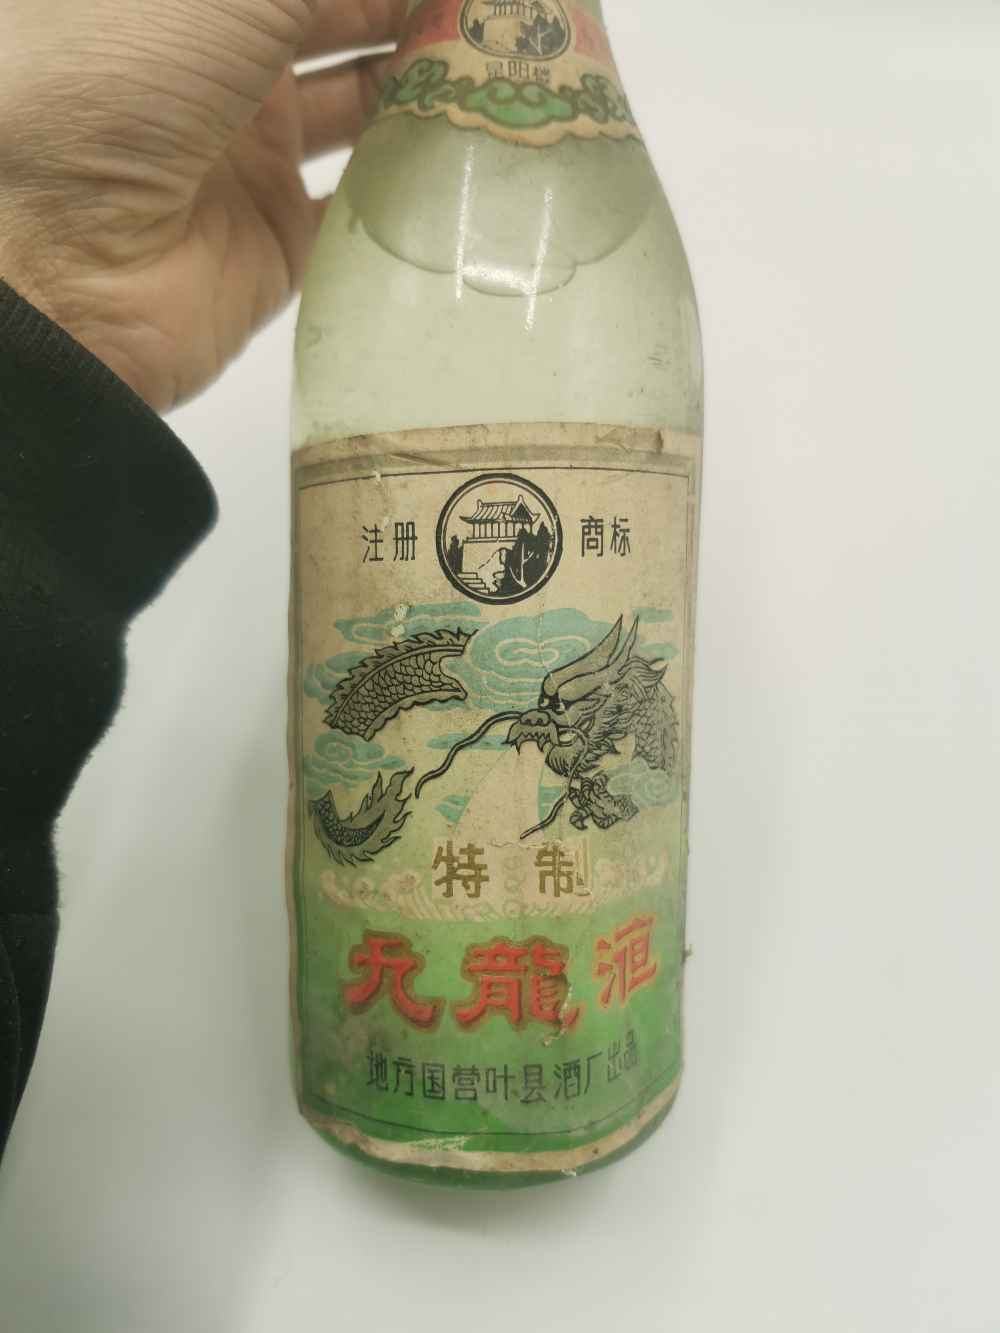 昆阳楼
注册 商标
特制
九龍液
地方国营叶县酒厂出品